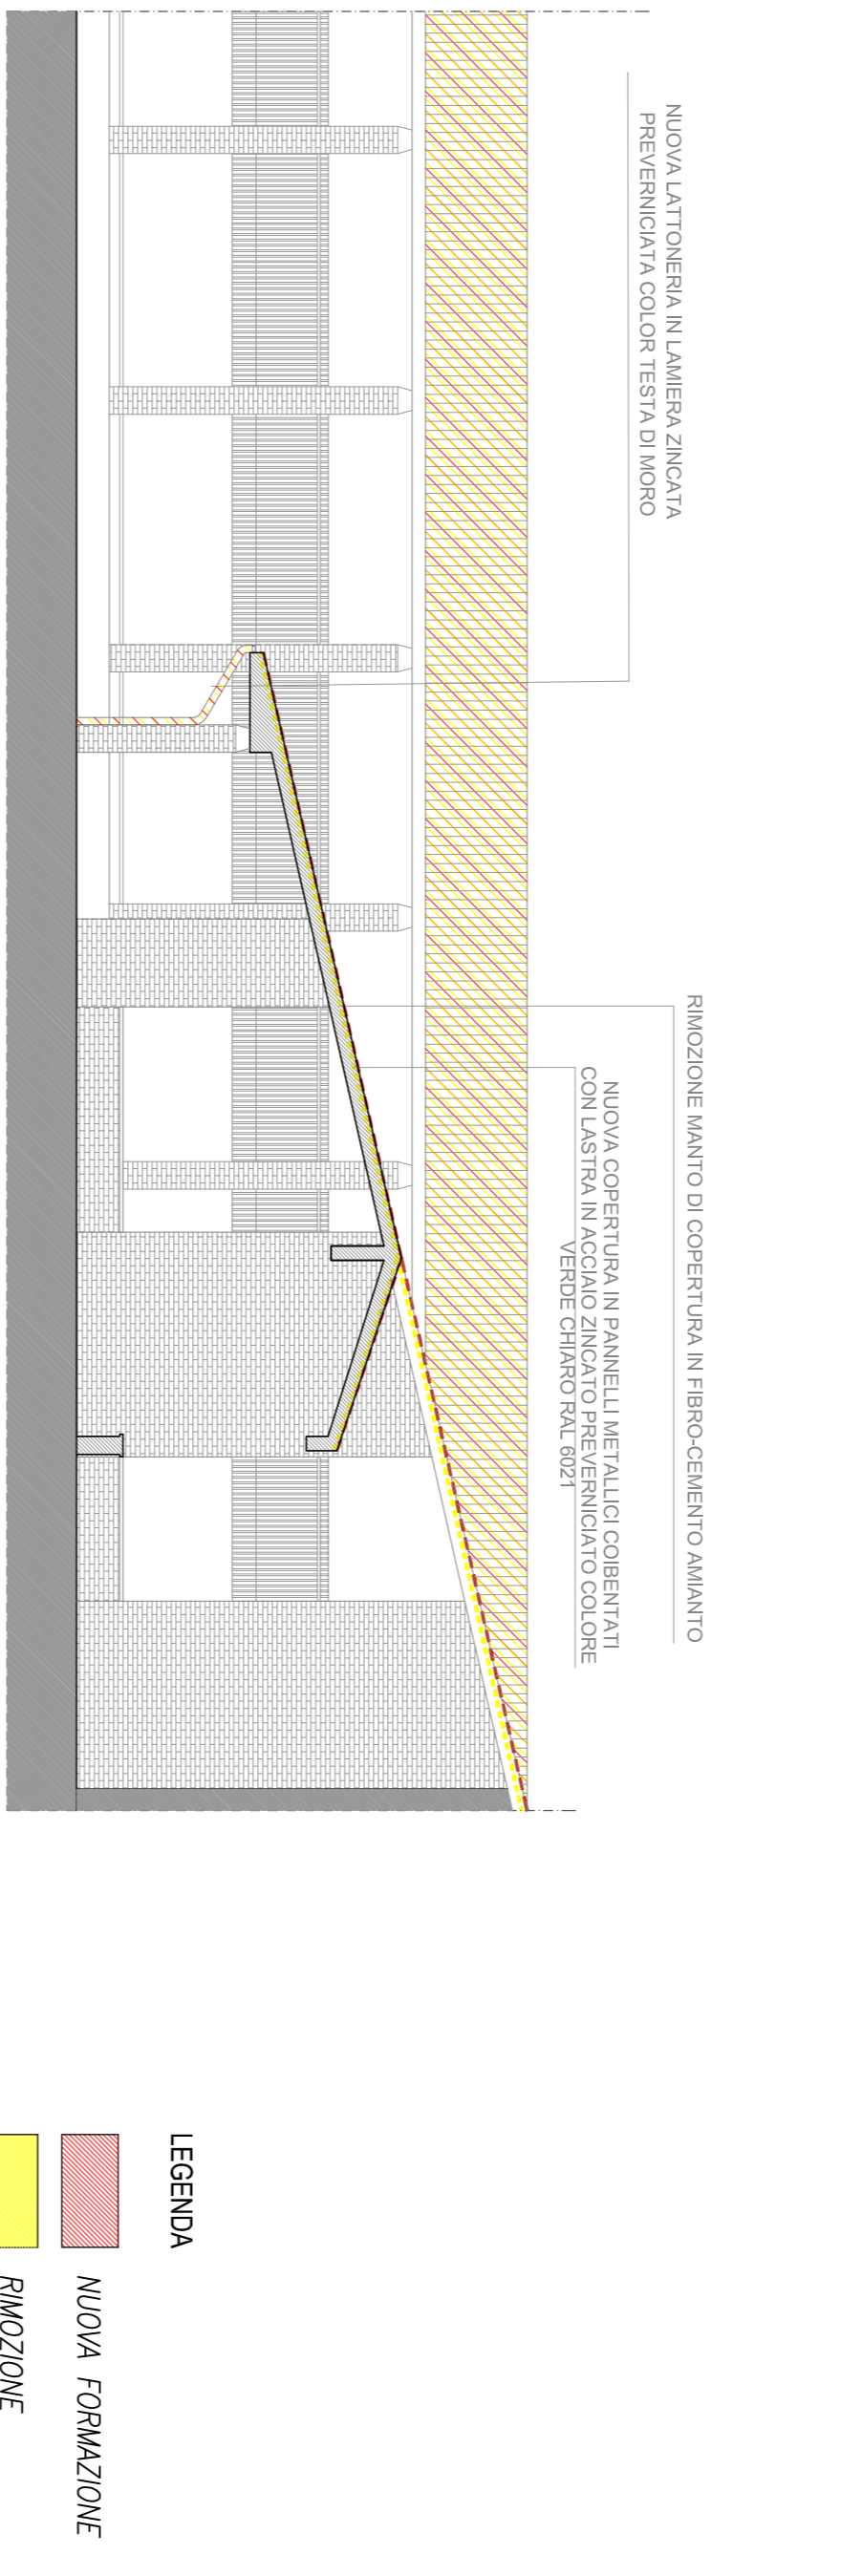 NUOVA LATTONERIA IN LAMIERA ZINCATA
PREVERNICIATA COLOR TESTA DI MORO
RIMOZIONE MANTO DI COPERTURA IN FIBRO-CEMENTO AMIANTO
NUOVA COPERTURA IN PANNELLI METALLICI COIBENTATI
CON LASTRA IN ACCIAIO ZINCATO PREVERNICIATO COLORE
VERDE CHIARO RAL 6021
LEGENDA
NUOVA FORMAZIONE
RIMOZIONE